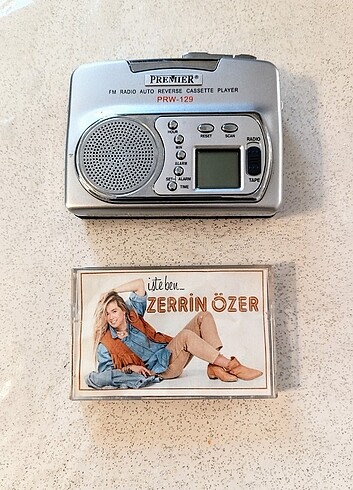 PREMIER®
FM RADIO AUTO REVERSE CASSETTE PLAYER
PRW-129
HOUR
RESET
SCAN
MIN
RADIO
ALARM
SET
ALARM
TIME
TAPE
işte ben...
ZERRİN ÖZER